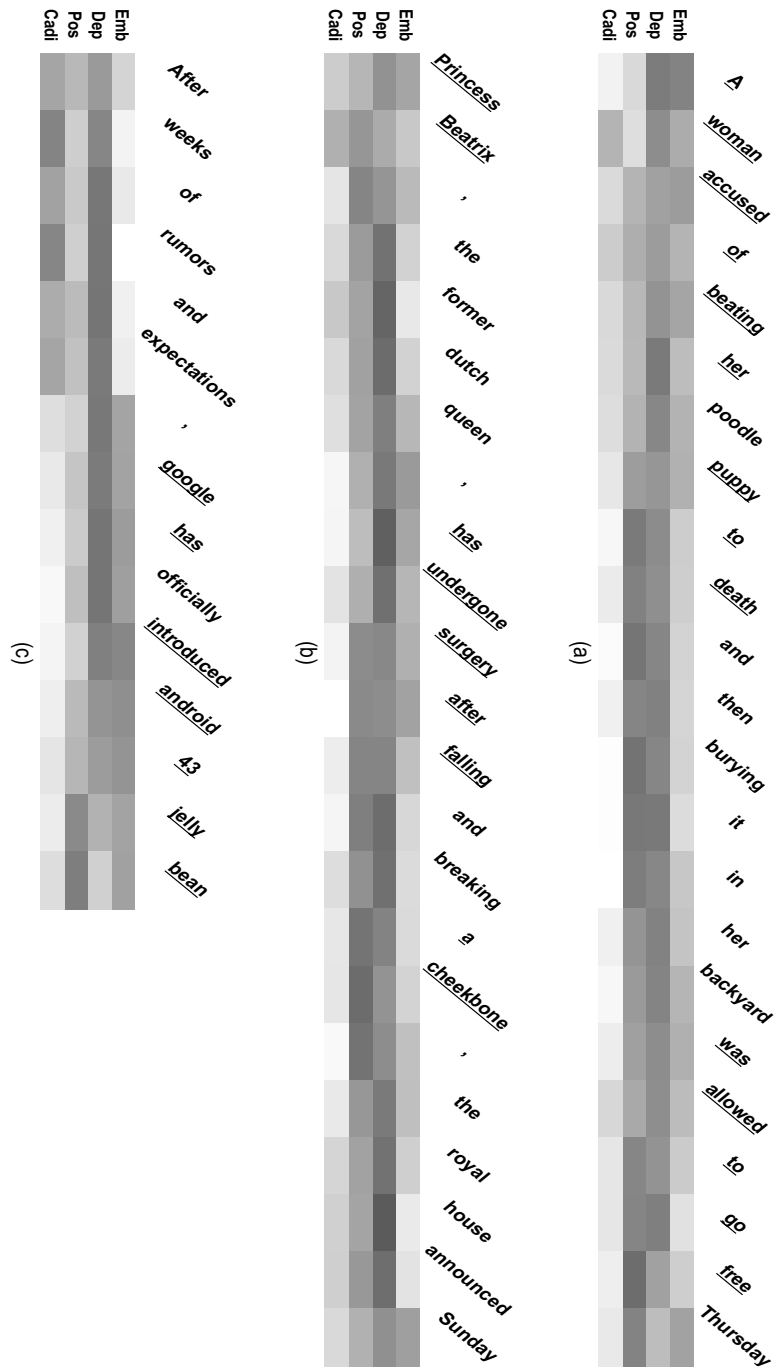 A woman accused of beating her poodle puppy to death and then burying it in her backyard was allowed to go free Thursday
Emb
Dep
Pos
Cadi
(a)
Princess Beatrix , the former dutch queen , has undergone surgery after falling and breaking a cheekbone , the royal house announced Sunday
Emb
Dep
Pos
Cadi
(b)
After weeks of rumors and expectations , google has officially introduced android 43 jelly bean
Emb
Dep
Pos
Cadi
(c)